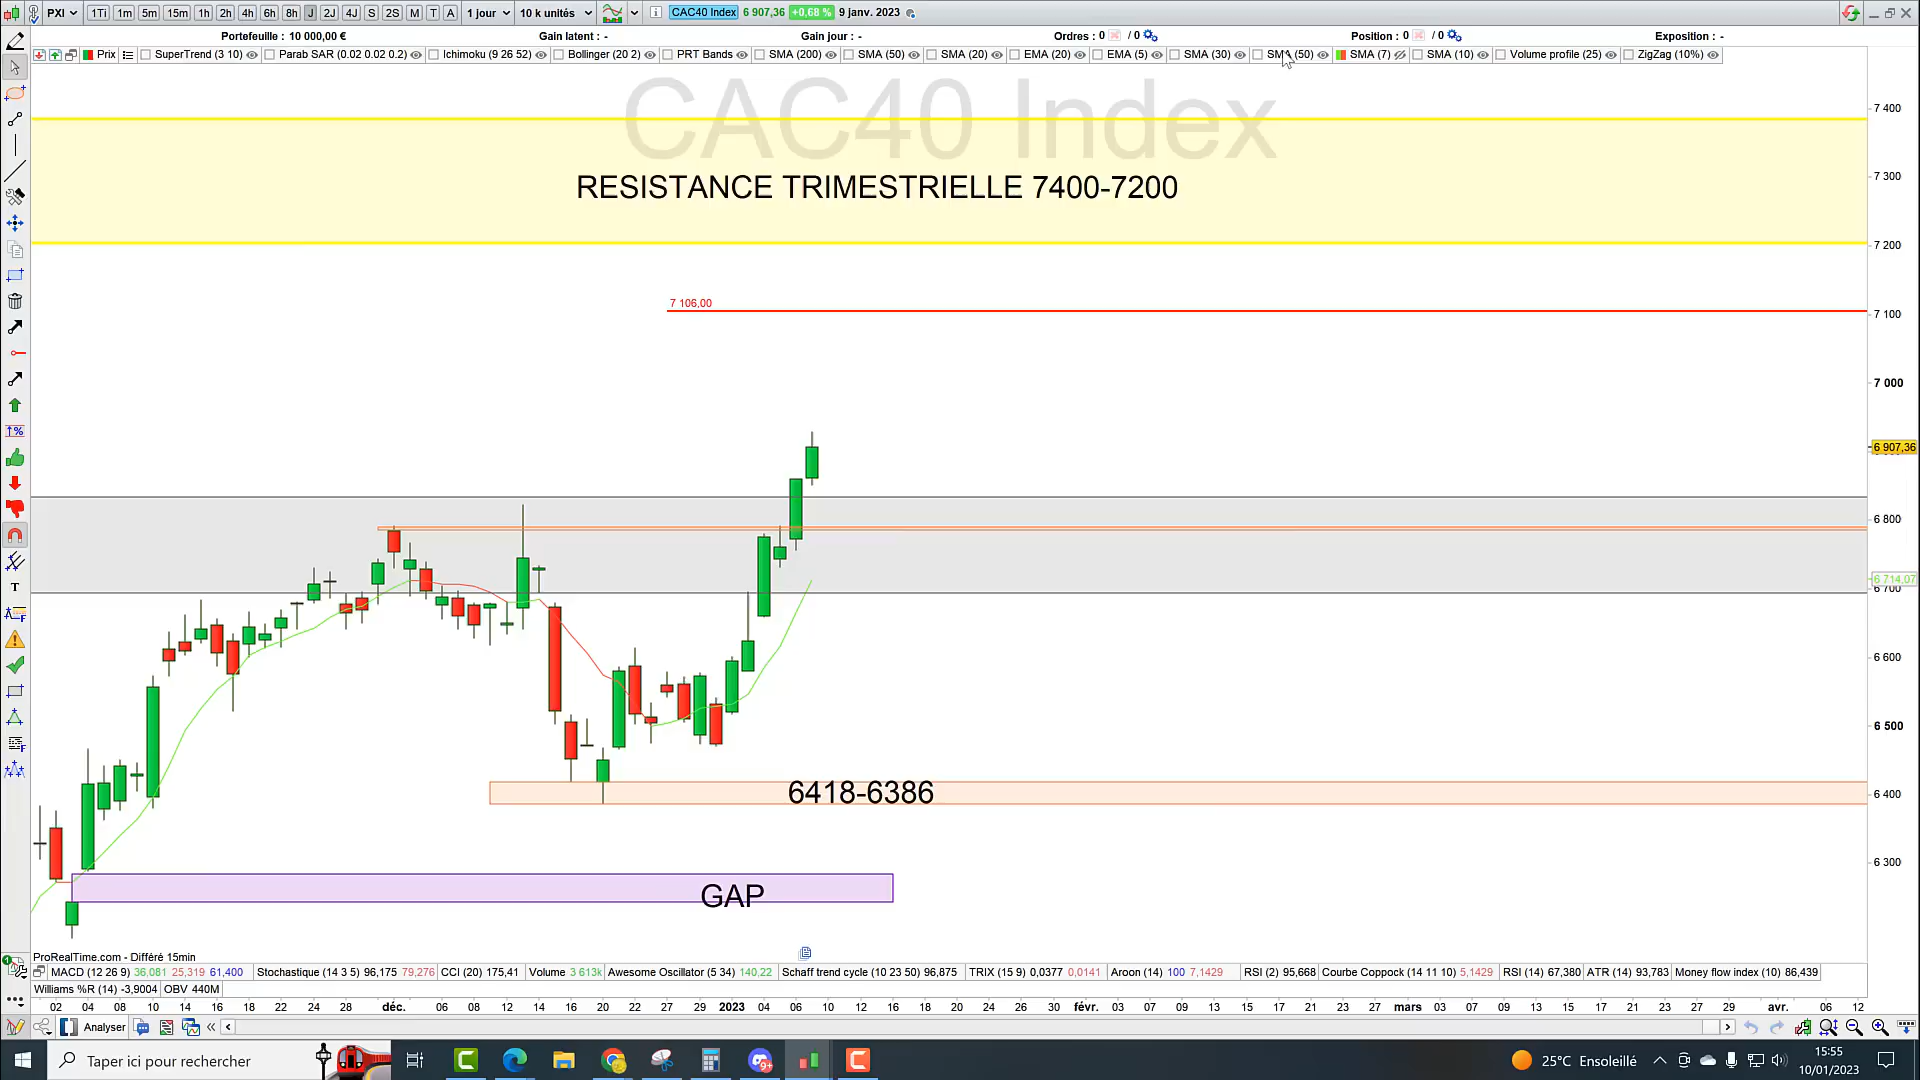 PXI 1Ti 1m 5m 15m 1h 2h 4h 6h 8h J 2J 4J S 2S M T A 1 jour 10 k unités CAC40 Index 6 907,36 +0,68 % 9 janv. 2023
Portefeuille : 10 000,00 € Gain latent : - Gain jour : - Ordres : 0 / 0 Position : 0 / 0 Exposition : -
Prix SuperTrend (3 10) Parab SAR (0.02 0.02 0.2) Ichimoku (9 26 52) Bollinger (20 2) PRT Bands SMA (200) SMA (50) SMA (20) EMA (20) EMA (5) SMA (30) SMA (50) SMA (7) SMA (10) Volume profile (25) ZigZag (10%)
CAC40 Index
7 400
RESISTANCE TRIMESTRIELLE 7400-7200
7 300
7 200
7 106,00
7 100
7 000
6 907,36
6 800
6 714,07
6 700
6 600
6 500
6418-6386
6 400
6 300
GAP
ProRealTime.com - Différé 15min
MACD (12 26 9) 36,081 25,319 61,400 Stochastique (14 3 5) 96,175 79,276 CCI (20) 175,41 Volume 3 613k Awesome Oscillator (5 34) 140,22 Schaff trend cycle (10 23 50) 96,875 TRIX (15 9) 0,0377 0,0141 Aroon (14) 100 7,1429 RSI (2) 95,668 Courbe Coppock (14 11 10) 5,1429 RSI (14) 67,380 ATR (14) 93,783 Money flow index (10) 86,439
Williams %R (14) -3,9004 OBV 440M
02 04 08 10 14 16 18 22 24 28 déc. 06 08 12 14 16 20 22 27 29 2023 04 06 10 12 16 18 20 24 26 30 févr. 03 07 09 13 15 17 21 23 27 mars 03 07 09 13 15 17 21 23 27 29 avr. 06 12
Analyser
Taper ici pour rechercher
25°C Ensoleillé
15:55
10/01/2023